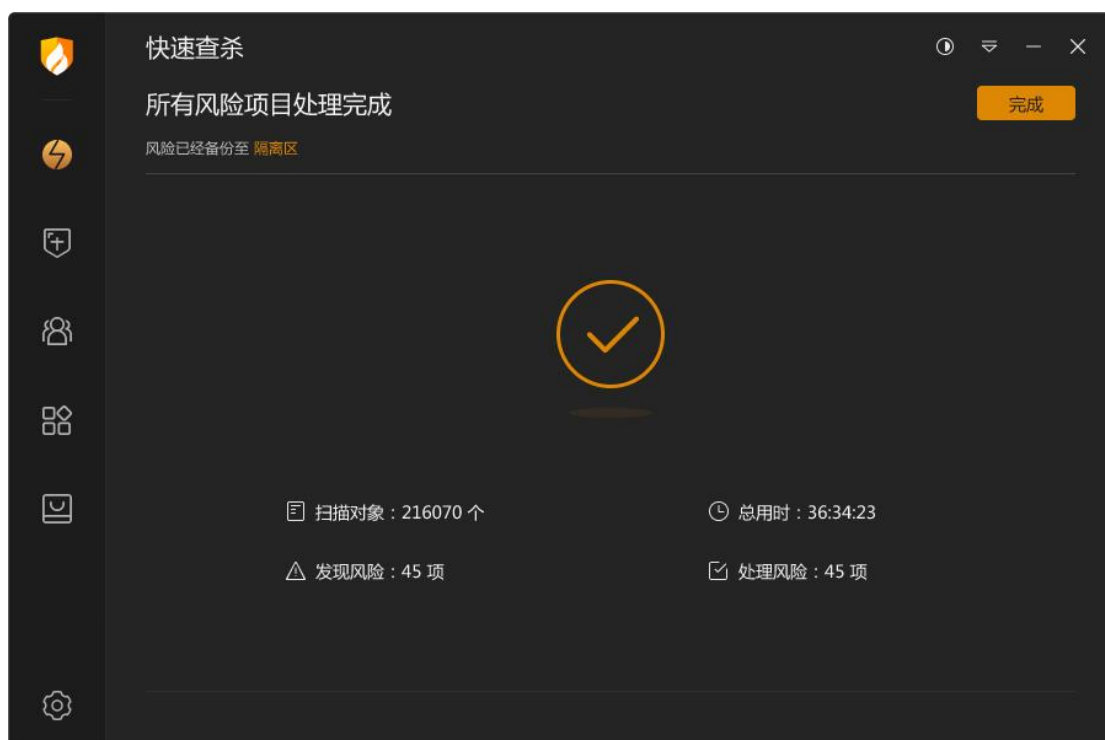 快速查杀
所有风险项目处理完成
完成
风险已经备份至 隔离区
扫描对象：216070 个
总用时：36:34:23
发现风险：45 项
处理风险：45 项